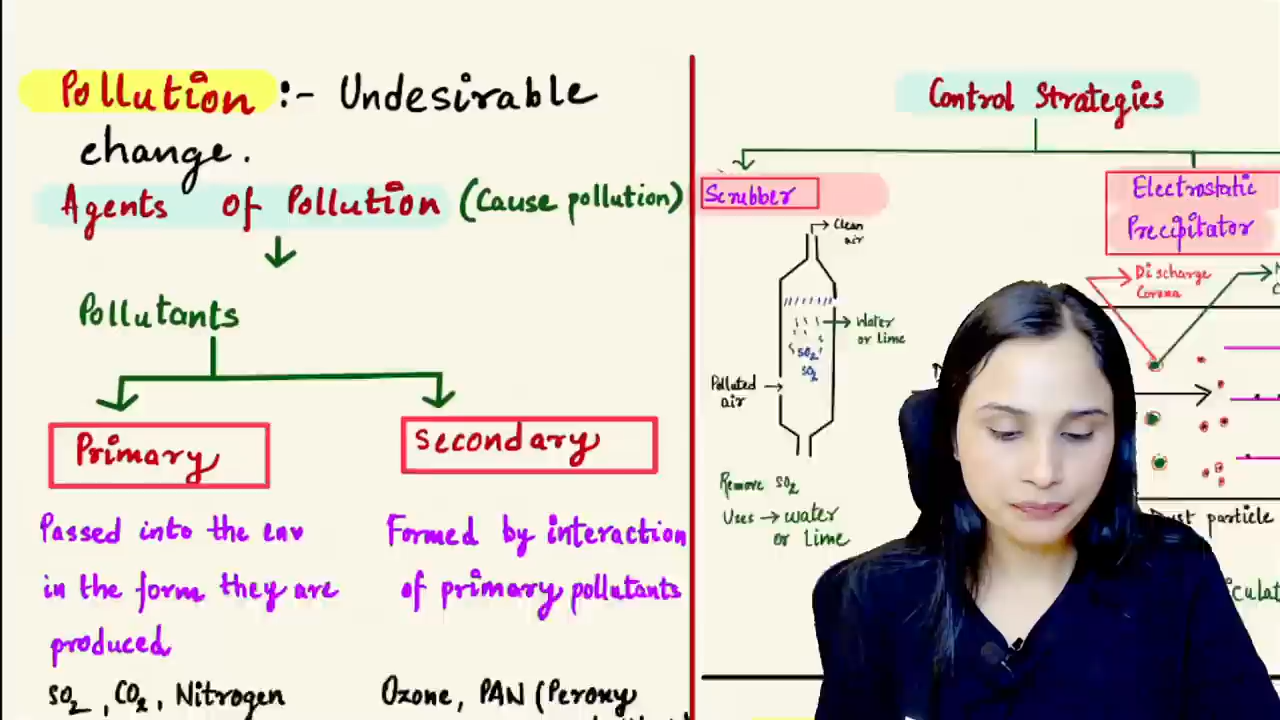 Pollution :- Undesirable
change.
Agents of Pollution (Cause pollution)
Pollutants
Primary
Secondary
Passed into the env
in the form they are
produced
SO2, CO2, Nitrogen
Formed by interaction
of primary pollutants
Ozone, PAN (Peroxy
Control Strategies
Scrubber
Clean
air
Water
or Lime
SO2
SO2
Polluted
air
Remove SO2
Uses → water
or Lime
Electrostatic
Precipitator
Discharge
Corona
particle